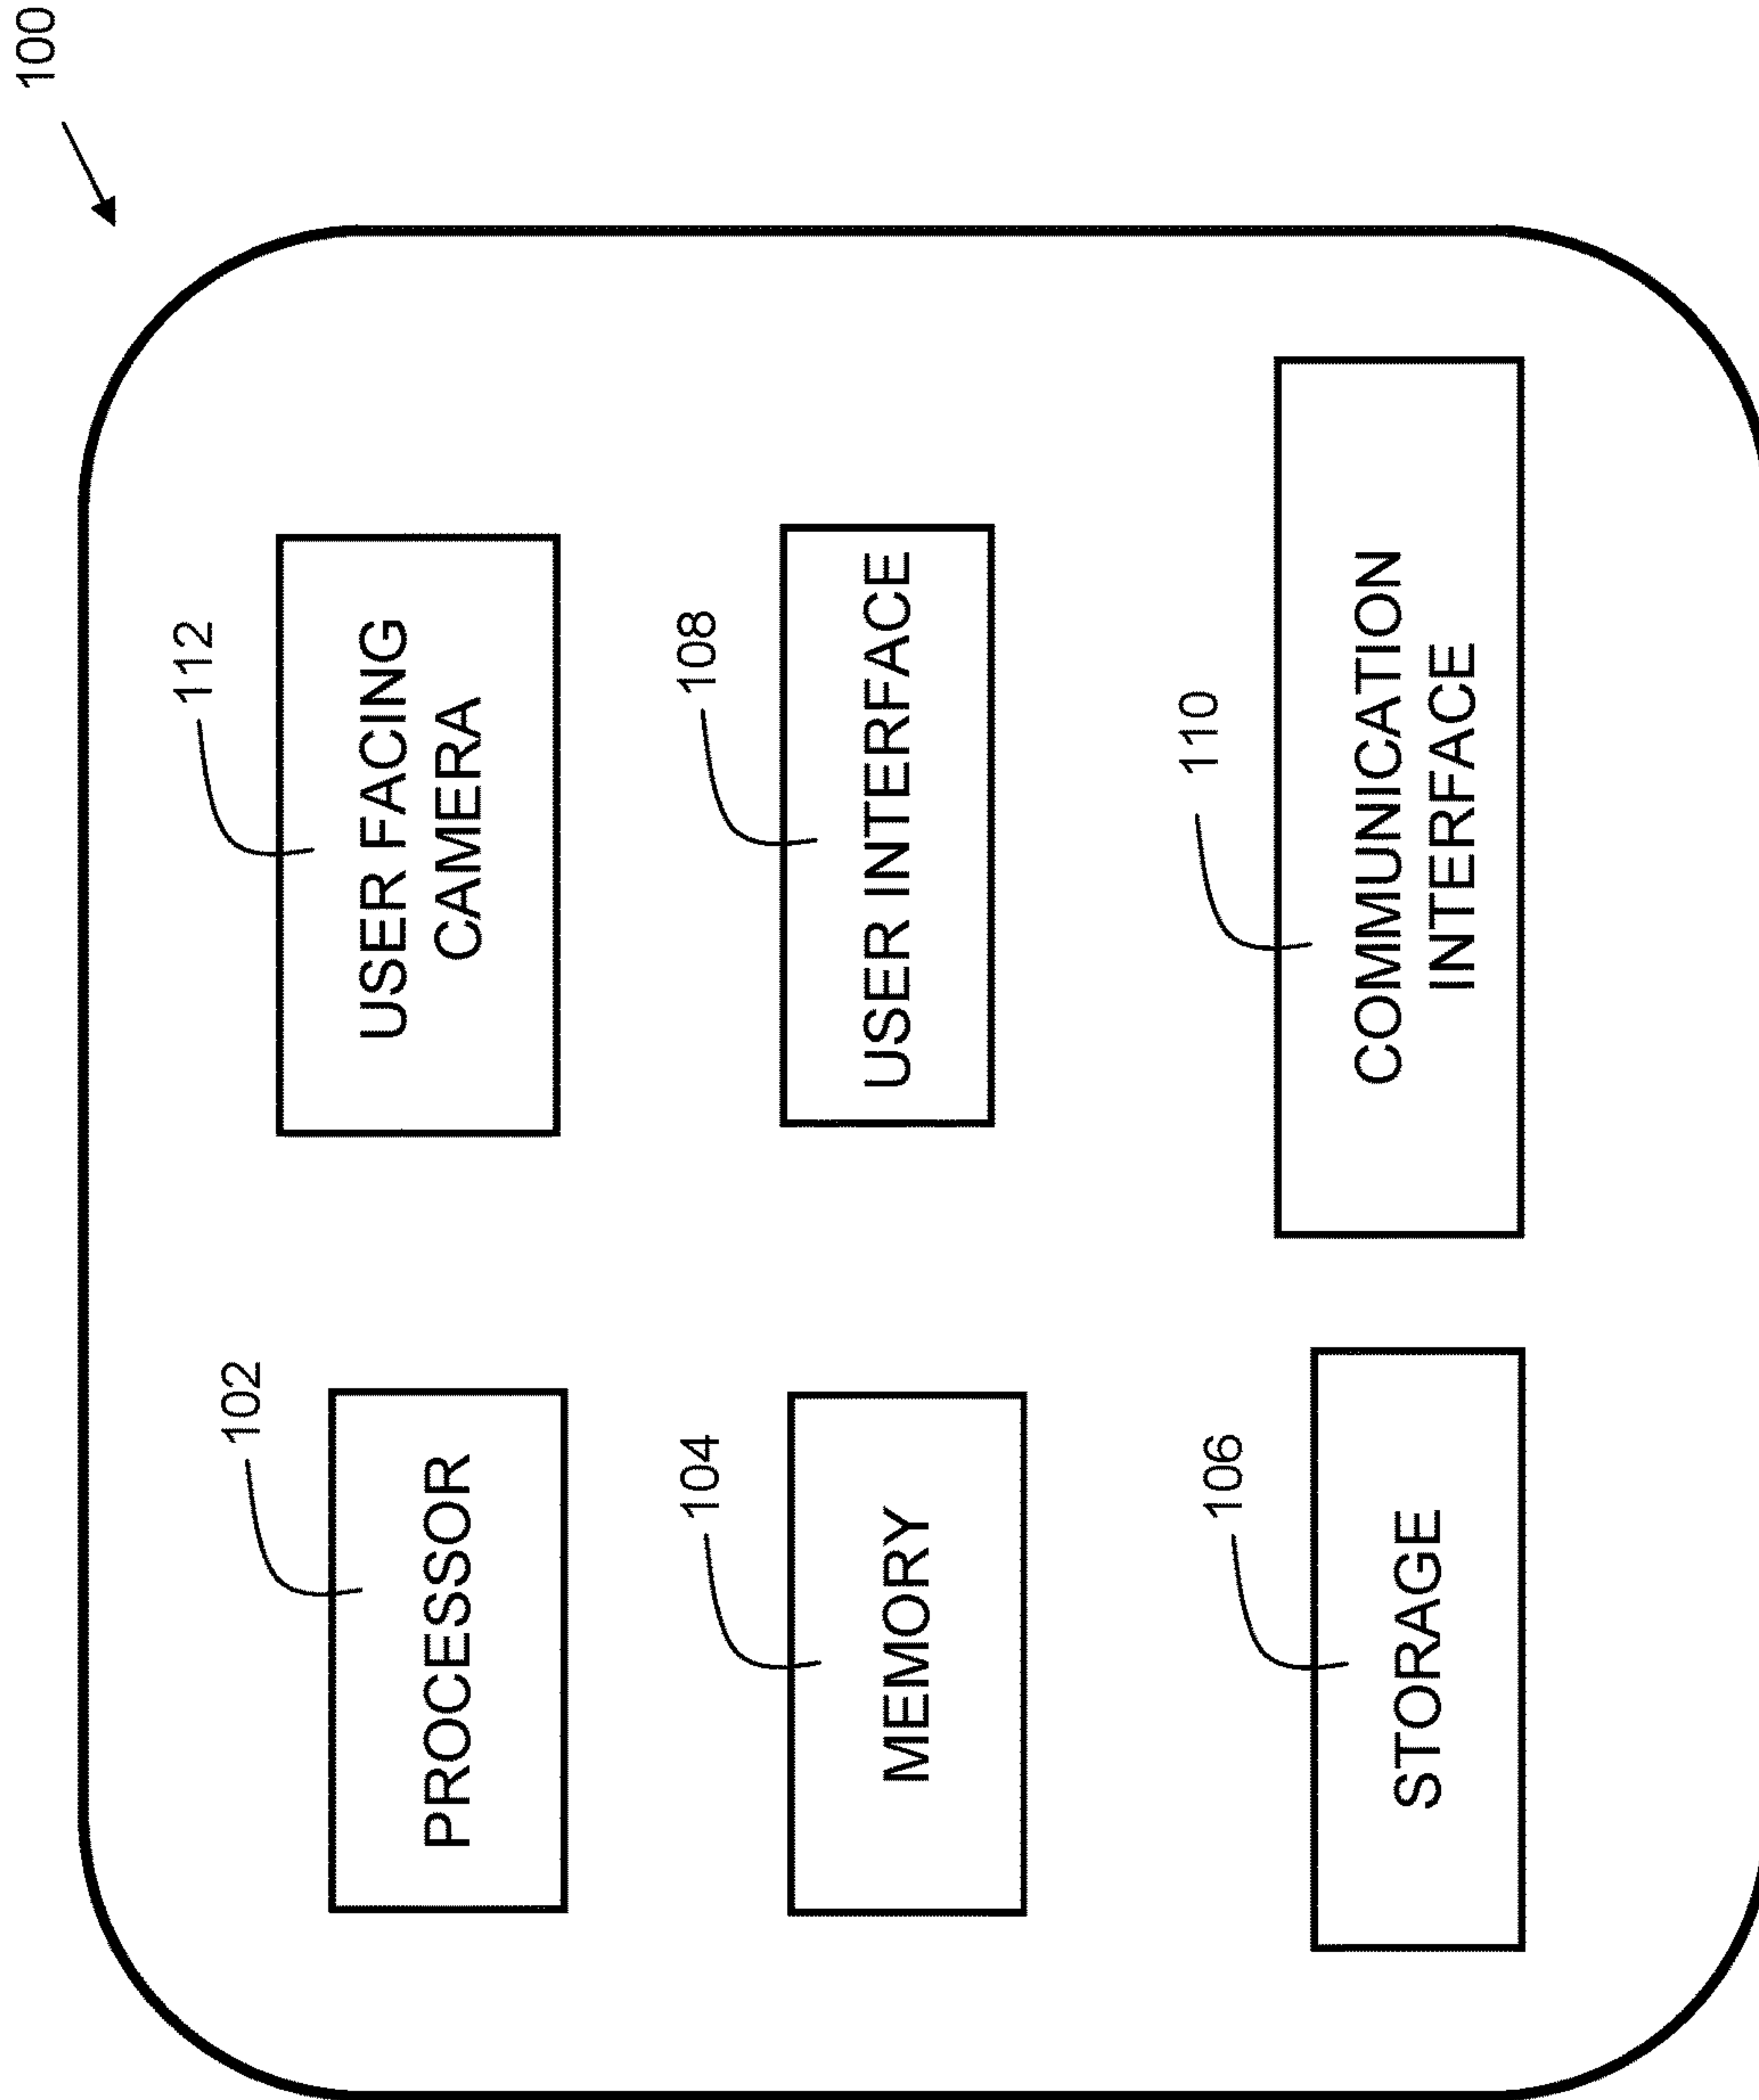 100
102
PROCESSOR
112
USER FACING
CAMERA
104
MEMORY
108
USER INTERFACE
106
STORAGE
110
COMMUNICATION
INTERFACE